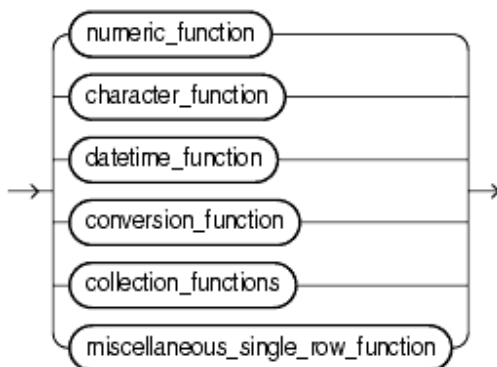 numeric_function
character_function
datetime_function
conversion_function
collection_functions
miscellaneous_single_row_function